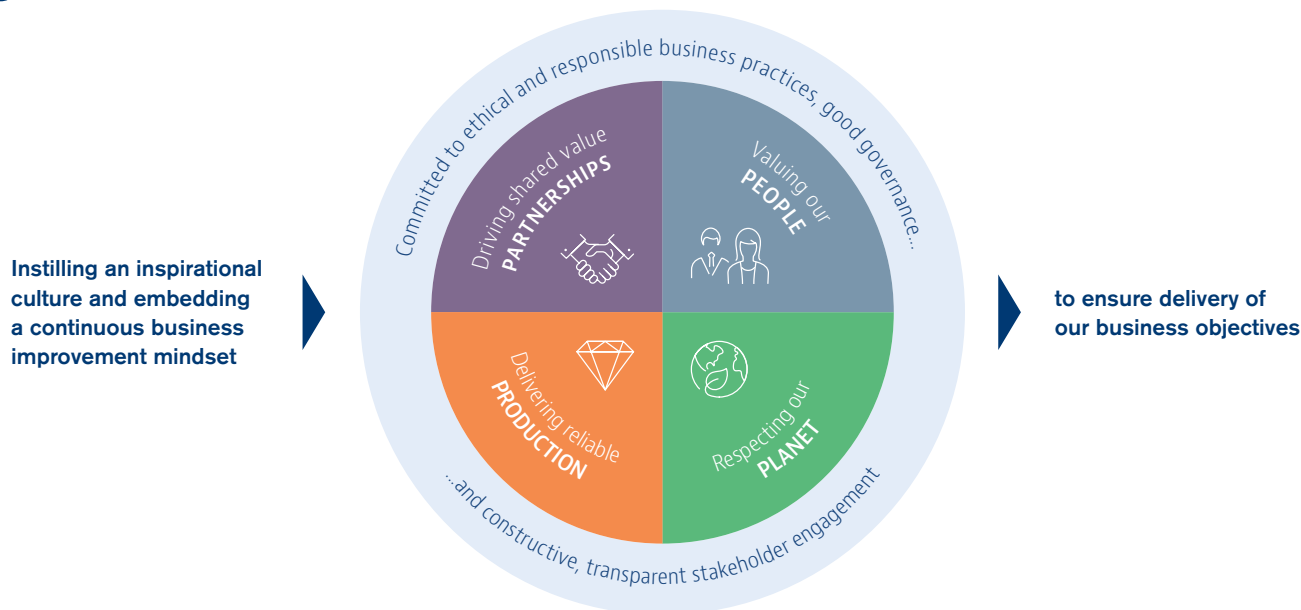 Instilling an inspirational
culture and embedding
a continuous business
improvement mindset
Committed to ethical and responsible business practices, good governance...
Driving shared value
PARTNERSHIPS
Valuing our
PEOPLE
Delivering reliable
PRODUCTION
Respecting our
PLANET
...and constructive, transparent stakeholder engagement
to ensure delivery of
our business objectives